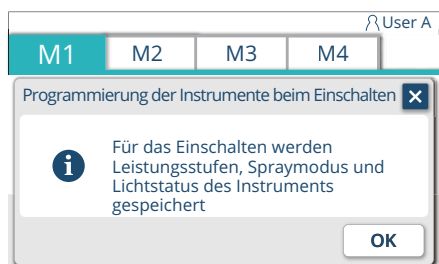 User A
M1 M2 M3 M4
Programmierung der Instrumente beim Einschalten
Für das Einschalten werden
Leistungsstufen, Spraymodus und
Lichtstatus des Instruments
gespeichert
OK